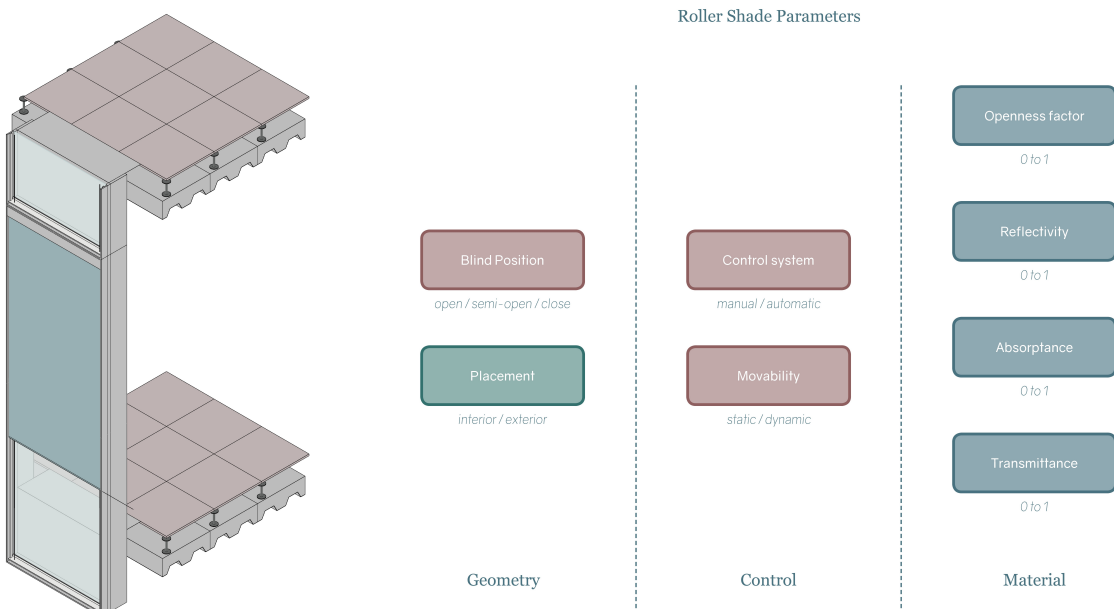 Roller Shade Parameters
Blind Position
open / semi-open / close
Placement
interior / exterior
Geometry
Control system
manual / automatic
Movability
static / dynamic
Control
Openness factor
0 to 1
Reflectivity
0 to 1
Absorptance
0 to 1
Transmittance
0 to 1
Material